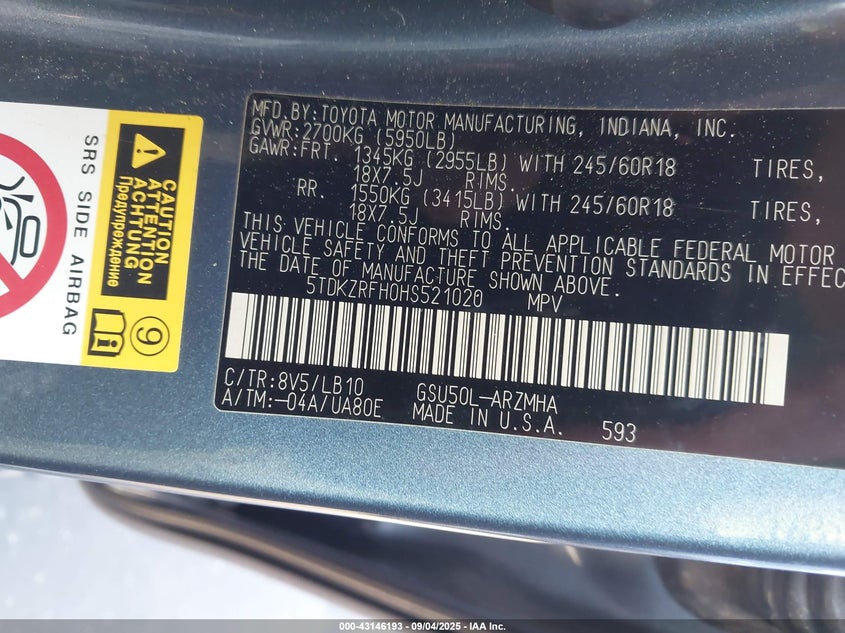 MFD.BY:TOYOTA MOTOR MANUFACTURING, INDIANA, INC.
GVWR:2700KG (5950LB)
GAWR:FRT. 1345KG (2955LB) WITH 245/60R18 TIRES,
18X7.5J RIMS.
RR. 1550KG (3415LB) WITH 245/60R18 TIRES,
18X7.5J RIMS.
THIS VEHICLE CONFORMS TO ALL APPLICABLE FEDERAL MOTOR
VEHICLE SAFETY AND THEFT PREVENTION STANDARDS IN EFFEC
THE DATE OF MANUFACTURE SHOWN ABOVE.
5TDKZRFH0HS521020 MPV
C/TR:8V5/LB10 GSU50L-ARZMHA
A/TM:-04A/UA80E MADE IN U.S.A. 593
CAUTION
ATTENTION
ACHTUNG
Предупреждение
SRS SIDE AIRBAG
9
000-43146193 - 09/04/2025 - IAA Inc.